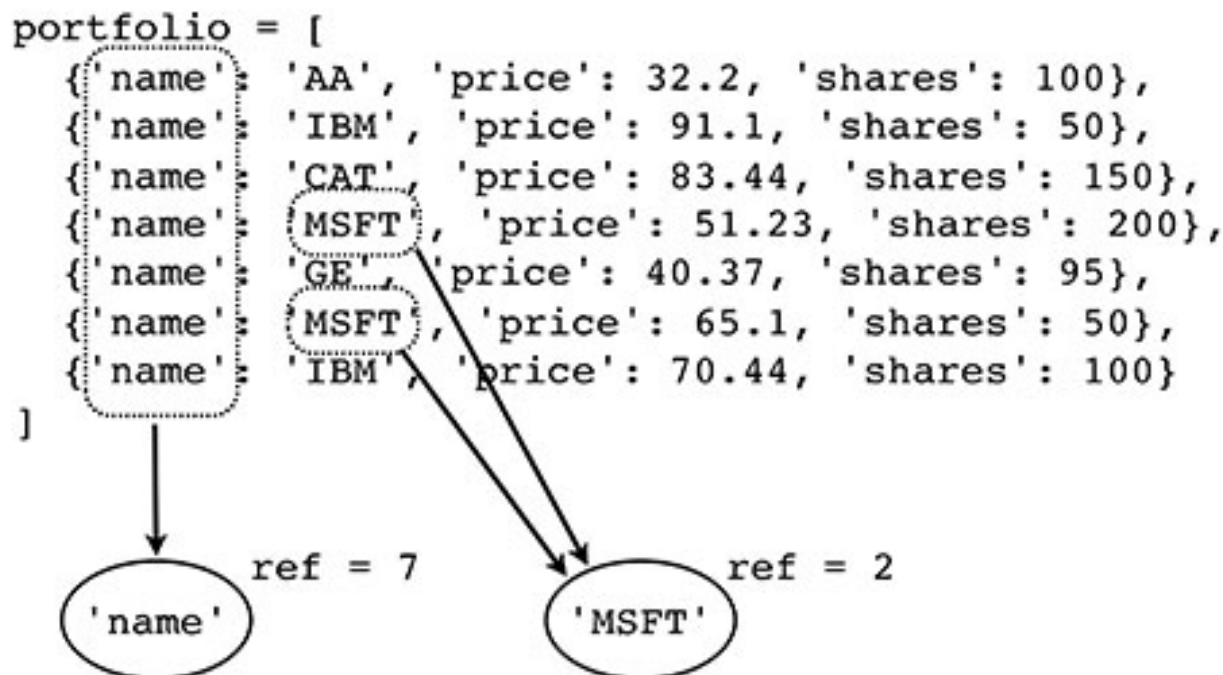 portfolio = [
{'name': 'AA', 'price': 32.2, 'shares': 100},
{'name': 'IBM', 'price': 91.1, 'shares': 50},
{'name': 'CAT', 'price': 83.44, 'shares': 150},
{'name': 'MSFT', 'price': 51.23, 'shares': 200},
{'name': 'GE', 'price': 40.37, 'shares': 95},
{'name': 'MSFT', 'price': 65.1, 'shares': 50},
{'name': 'IBM', 'price': 70.44, 'shares': 100}
]
ref = 7
ref = 2
'name'
'MSFT'